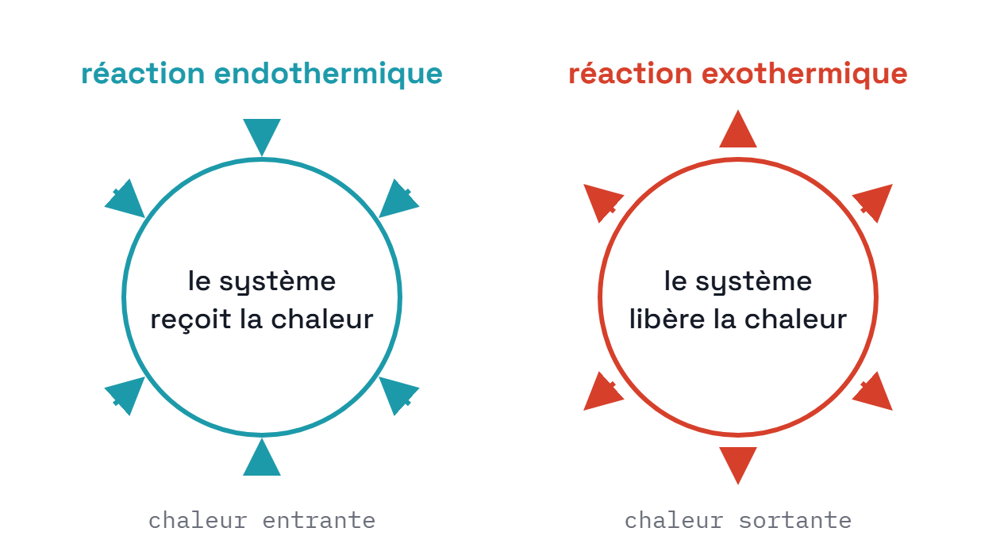 réaction endothermique
le système
reçoit la chaleur
chaleur entrante
réaction exothermique
le système
libère la chaleur
chaleur sortante